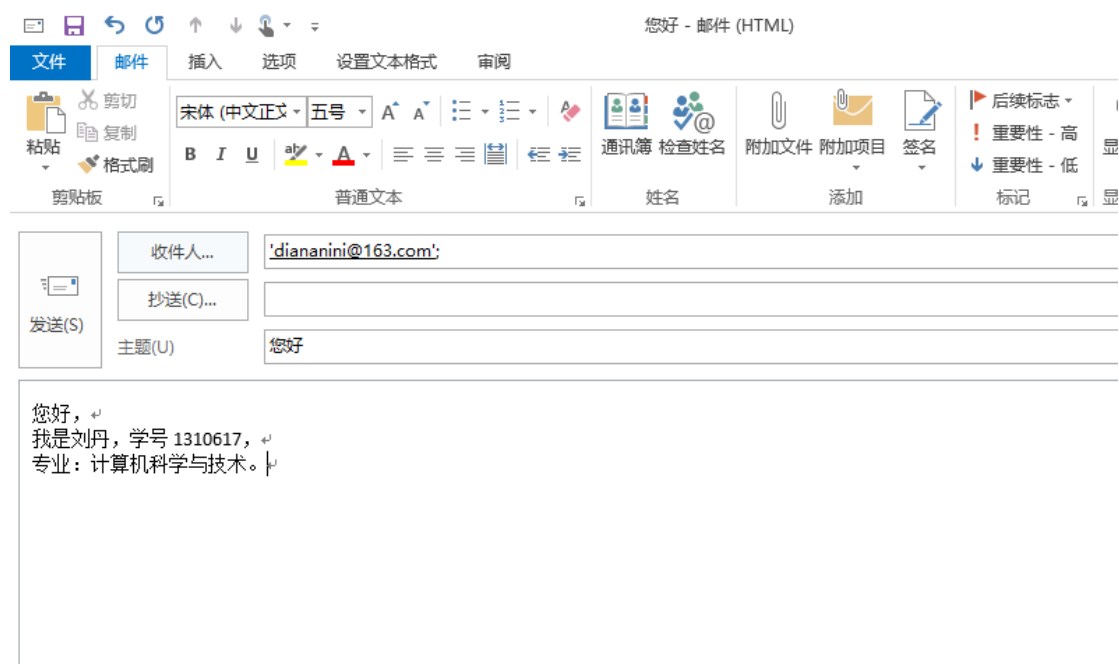 您好 - 邮件 (HTML)
文件 邮件 插入 选项 设置文本格式 审阅
粘贴
剪切
复制
格式刷
剪贴板
宋体 (中文正文 五号
B I U
普通文本
通讯簿 检查姓名
姓名
附加文件 附加项目 签名
添加
后续标志
重要性 - 高
重要性 - 低
标记
显
显
发送(S)
收件人... 'diananini@163.com';
抄送(C)...
主题(U) 您好
您好，
我是刘丹，学号 1310617，
专业：计算机科学与技术。